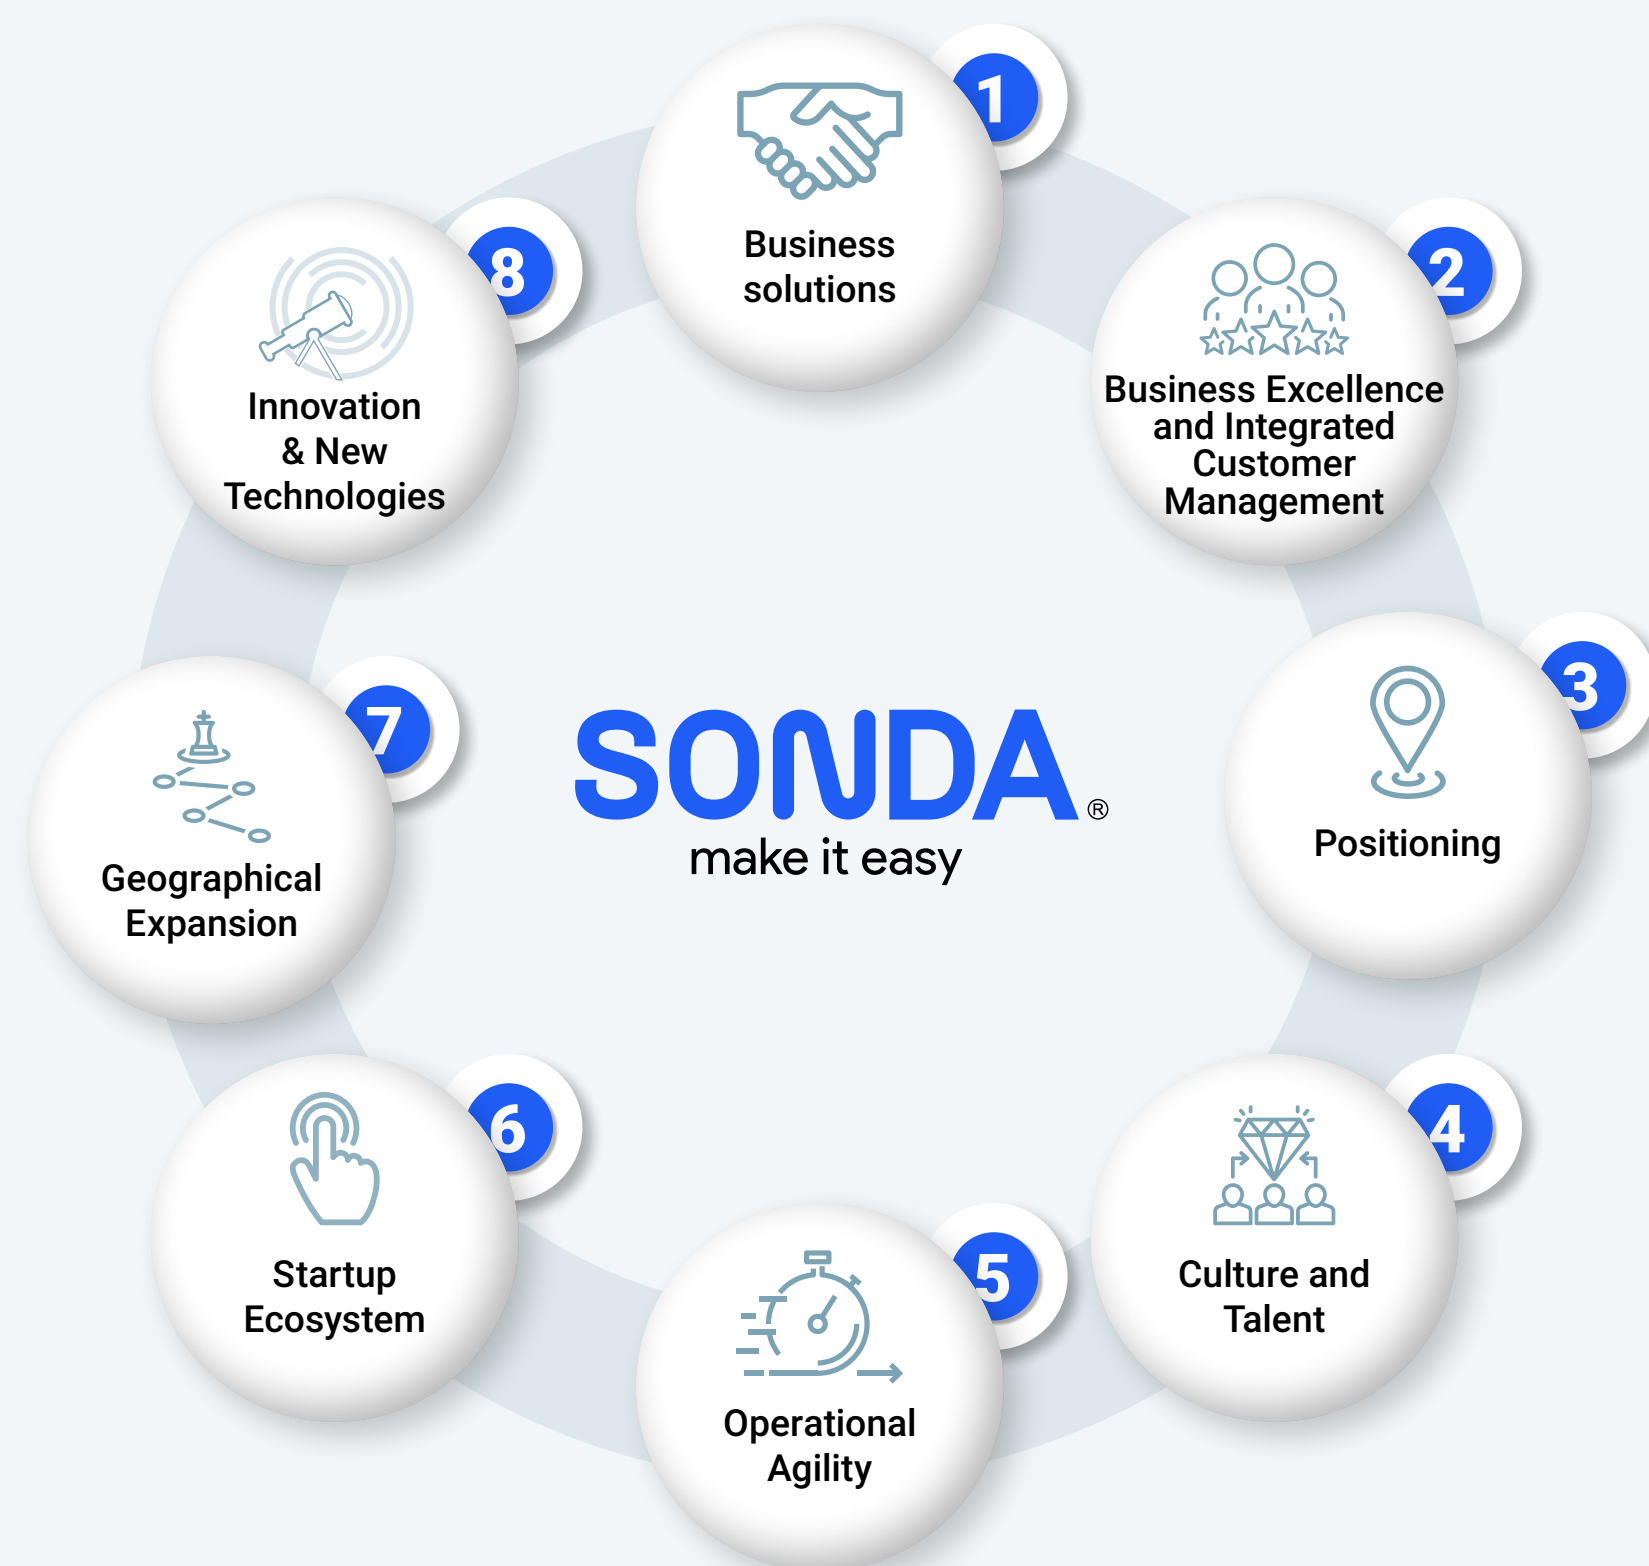 1
Business
solutions
2
Business Excellence
and Integrated
Customer
Management
3
Positioning
4
Culture and
Talent
5
Operational
Agility
6
Startup
Ecosystem
7
Geographical
Expansion
8
Innovation
& New
Technologies
SONDA®
make it easy